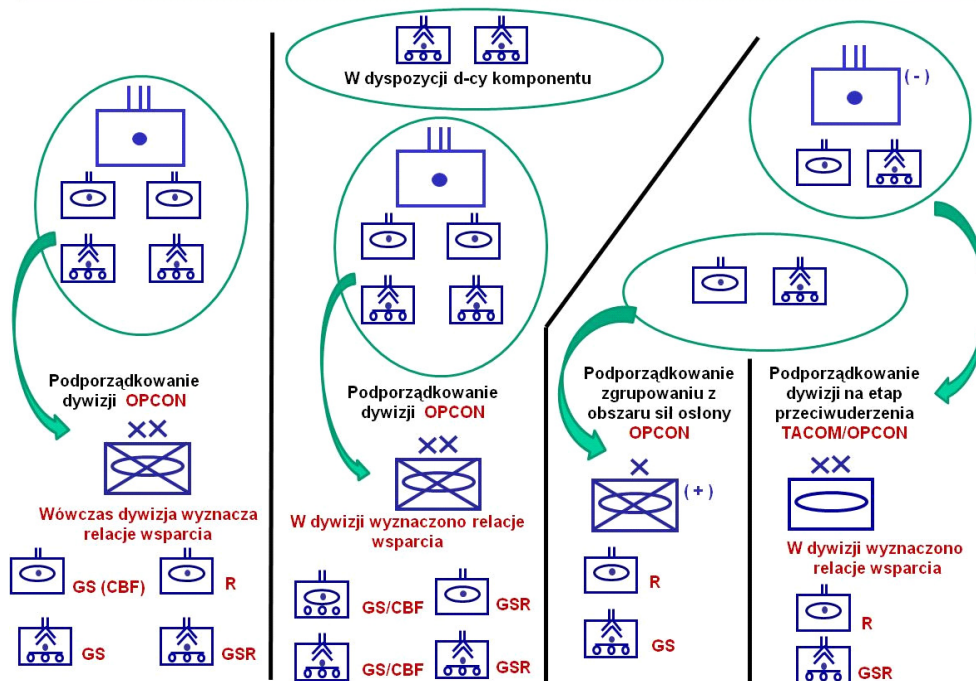 W dyspozycji d-cy komponentu
( - )
Podporządkowanie
dywizji OPCON
Wówczas dywizja wyznacza
relacje wsparcia
GS (CBF)
R
GS
GSR
Podporządkowanie
dywizji OPCON
W dywizji wyznaczono relacje
wsparcia
GS/CBF
GSR
GS/CBF
GSR
Podporządkowanie
zgrupowaniu z
obszaru sił osłony
OPCON
( + )
R
GS
Podporządkowanie
dywizji na etap
przeciwuderzenia
TACOM/OPCON
W dywizji wyznaczono
relacje wsparcia
R
GSR